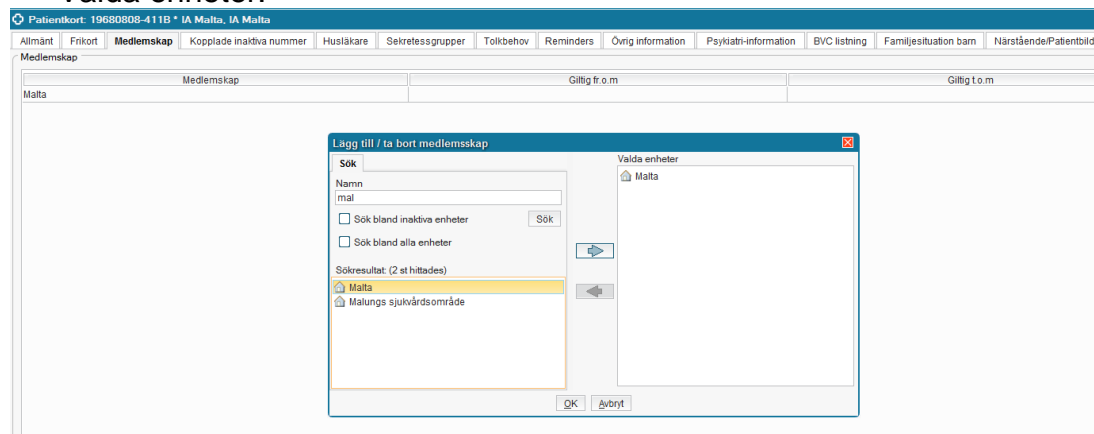 Valda enheter.
Patientkort: 19680808-411B * IA Malta, IA Malta
Allmänt Frikort Medlemskap Kopplade inaktiva nummer Husläkare Sekretessgrupper Tolkbehov Reminders Övrig information Psykiatri-information BVC listning Familjesituation barn Närstående/Patientbild
Medlemskap
Medlemskap Giltig fr.o.m Giltig t.o.m
Malta
Lägg till / ta bort medlemsskap
Sök
Valda enheter
Malta
Namn
mal
Sök bland inaktiva enheter Sök
Sök bland alla enheter
Sökresultat: (2 st hittades)
Malta
Malungs sjukvårdsområde
OK Avbryt